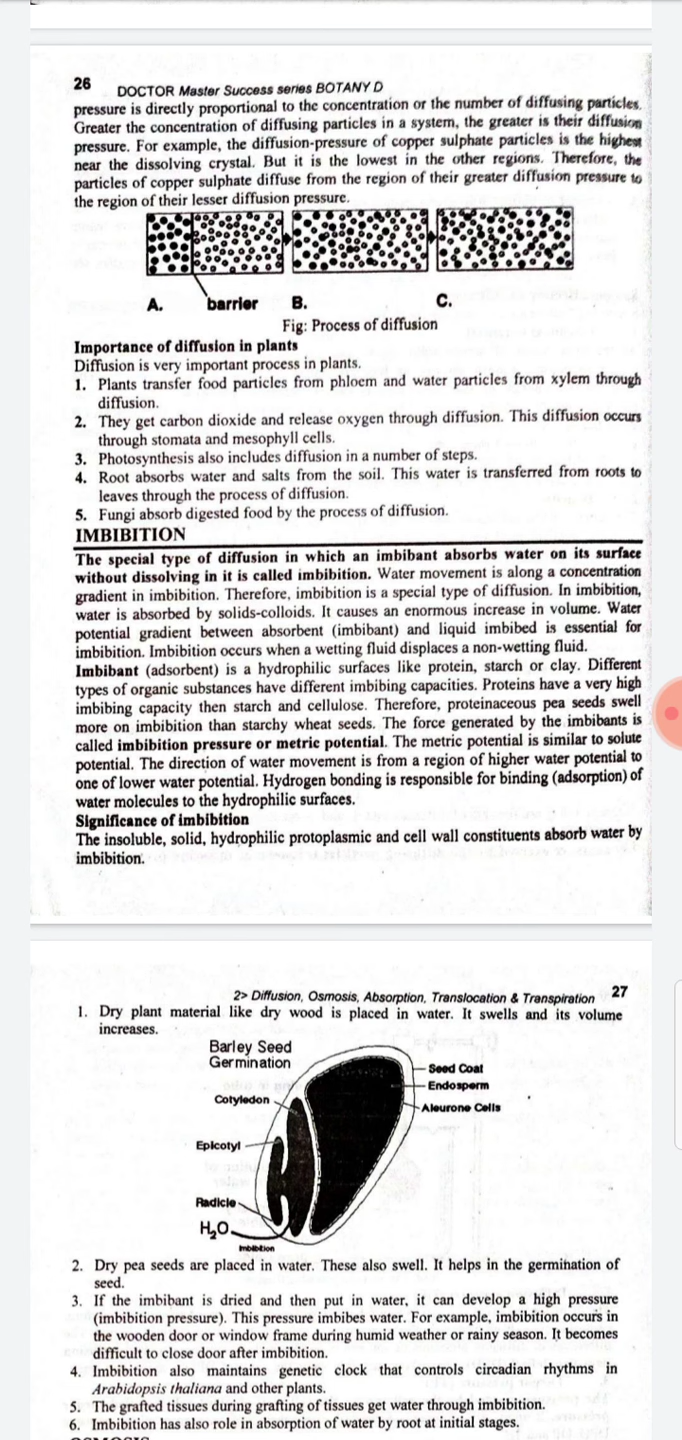 26 DOCTOR Master Success series BOTANY D
pressure is directly proportional to the concentration or the number of diffusing particles.
Greater the concentration of diffusing particles in a system, the greater is their diffusion
pressure. For example, the diffusion-pressure of copper sulphate particles is the highest
near the dissolving crystal. But it is the lowest in the other regions. Therefore, the
particles of copper sulphate diffuse from the region of their greater diffusion pressure to
the region of their lesser diffusion pressure.
A. barrier B. C.
Fig: Process of diffusion
Importance of diffusion in plants
Diffusion is very important process in plants.
1. Plants transfer food particles from phloem and water particles from xylem through
diffusion.
2. They get carbon dioxide and release oxygen through diffusion. This diffusion occurs
through stomata and mesophyll cells.
3. Photosynthesis also includes diffusion in a number of steps.
4. Root absorbs water and salts from the soil. This water is transferred from roots to
leaves through the process of diffusion.
5. Fungi absorb digested food by the process of diffusion.
IMBIBITION
The special type of diffusion in which an imbibant absorbs water on its surface
without dissolving in it is called imbibition. Water movement is along a concentration
gradient in imbibition. Therefore, imbibition is a special type of diffusion. In imbibition,
water is absorbed by solids-colloids. It causes an enormous increase in volume. Water
potential gradient between absorbent (imbibant) and liquid imbibed is essential for
imbibition. Imbibition occurs when a wetting fluid displaces a non-wetting fluid.
Imbibant (adsorbent) is a hydrophilic surfaces like protein, starch or clay. Different
types of organic substances have different imbibing capacities. Proteins have a very high
imbibing capacity then starch and cellulose. Therefore, proteinaceous pea seeds swell
more on imbibition than starchy wheat seeds. The force generated by the imbibants is
called imbibition pressure or metric potential. The metric potential is similar to solute
potential. The direction of water movement is from a region of higher water potential to
one of lower water potential. Hydrogen bonding is responsible for binding (adsorption) of
water molecules to the hydrophilic surfaces.
Significance of imbibition
The insoluble, solid, hydrophilic protoplasmic and cell wall constituents absorb water by
imbibition.
2> Diffusion, Osmosis, Absorption, Translocation & Transpiration 27
1. Dry plant material like dry wood is placed in water. It swells and its volume
increases.
Barley Seed
Germination
Seed Coat
Endosperm
Cotyledon
Aleurone Cells
Epicotyl
Radicle
H₂O
Imbibition
2. Dry pea seeds are placed in water. These also swell. It helps in the germination of
seed.
3. If the imbibant is dried and then put in water, it can develop a high pressure
(imbibition pressure). This pressure imbibes water. For example, imbibition occurs in
the wooden door or window frame during humid weather or rainy season. It becomes
difficult to close door after imbibition.
4. Imbibition also maintains genetic clock that controls circadian rhythms in
Arabidopsis thaliana and other plants.
5. The grafted tissues during grafting of tissues get water through imbibition.
6. Imbibition has also role in absorption of water by root at initial stages.